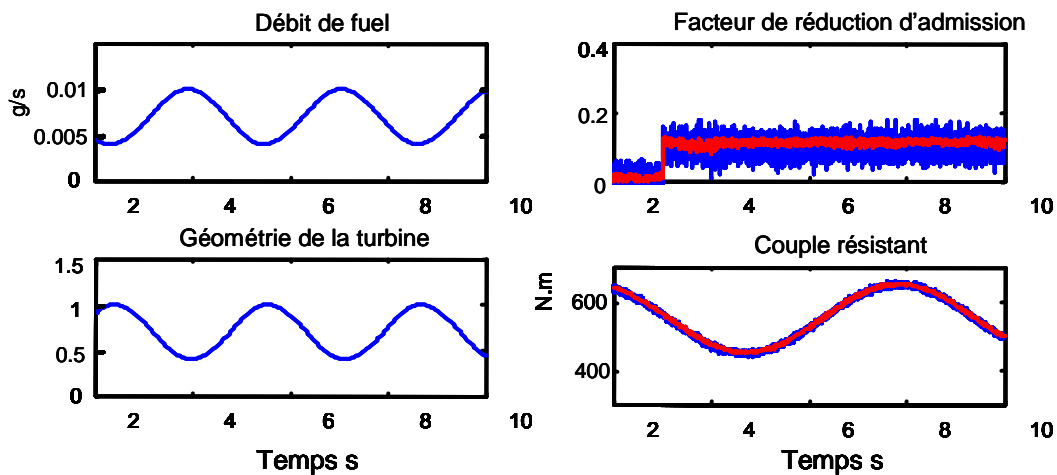 Débit de fuel
g/s
0.01
0.005
0
2 4 6 8 10
Facteur de réduction d'admission
0.4
0.2
0
2 4 6 8 10
Géométrie de la turbine
1.5
1
0.5
0
2 4 6 8 10
Temps s
Couple résistant
N.m
600
400
2 4 6 8 10
Temps s